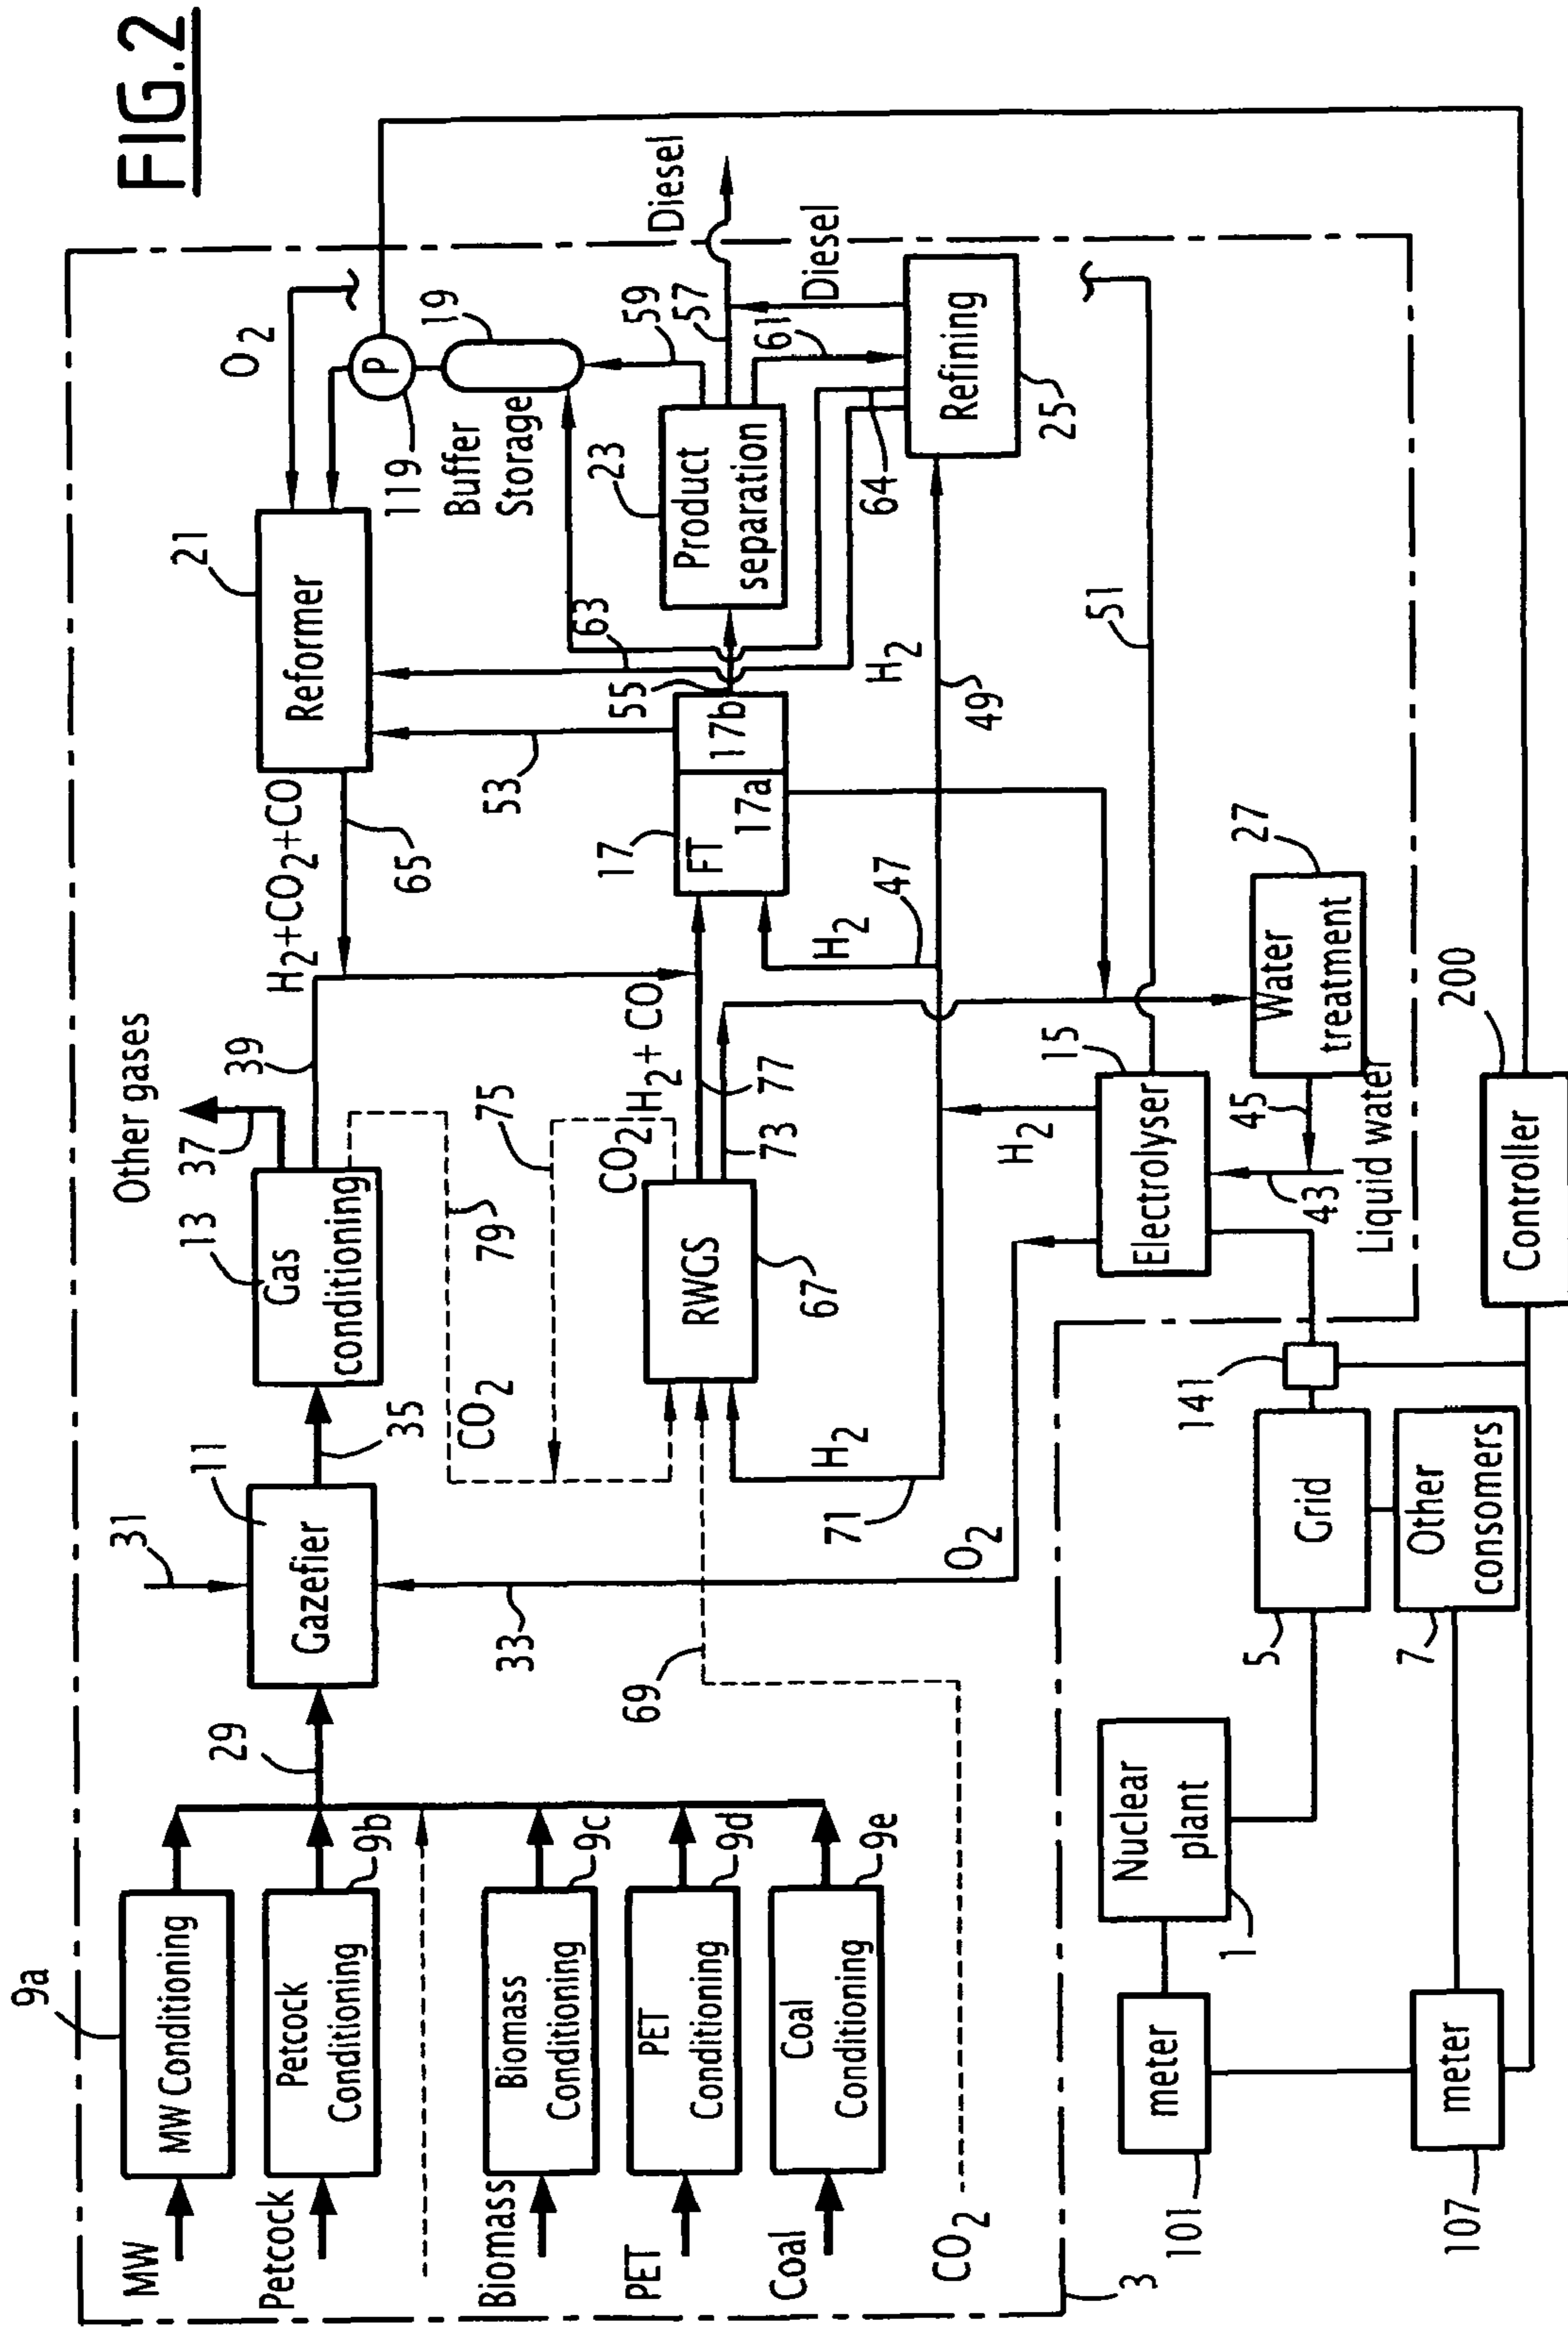 FIG.2
9a
MW
MW Conditioning
Petcock
Petcock
Conditioning
9b
Biomass
Biomass
Conditioning
9c
PET
PET
Conditioning
9d
Coal
Coal
Conditioning
9e
CO2
3
29
31
11
Gazefier
33
35
O2
69
Other gases
37
13
Gas
conditioning
39
79
CO2
75
CO2
H2+ CO
RWGS
67
77
73
H2
71
H2+CO2+CO
65
21
Reformer
O2
P
119
19
Buffer
Storage
53
63
55
17
FT
17a
17b
23
Product
separation
59
57
61
64
Diesel
Diesel
Refining
25
H2
47
H2
49
51
15
Electrolyser
H2
43
45
Liquid water
27
Water
treatment
200
Controller
141
5
Grid
7
Other
consomers
1
Nuclear
plant
meter
101
meter
107